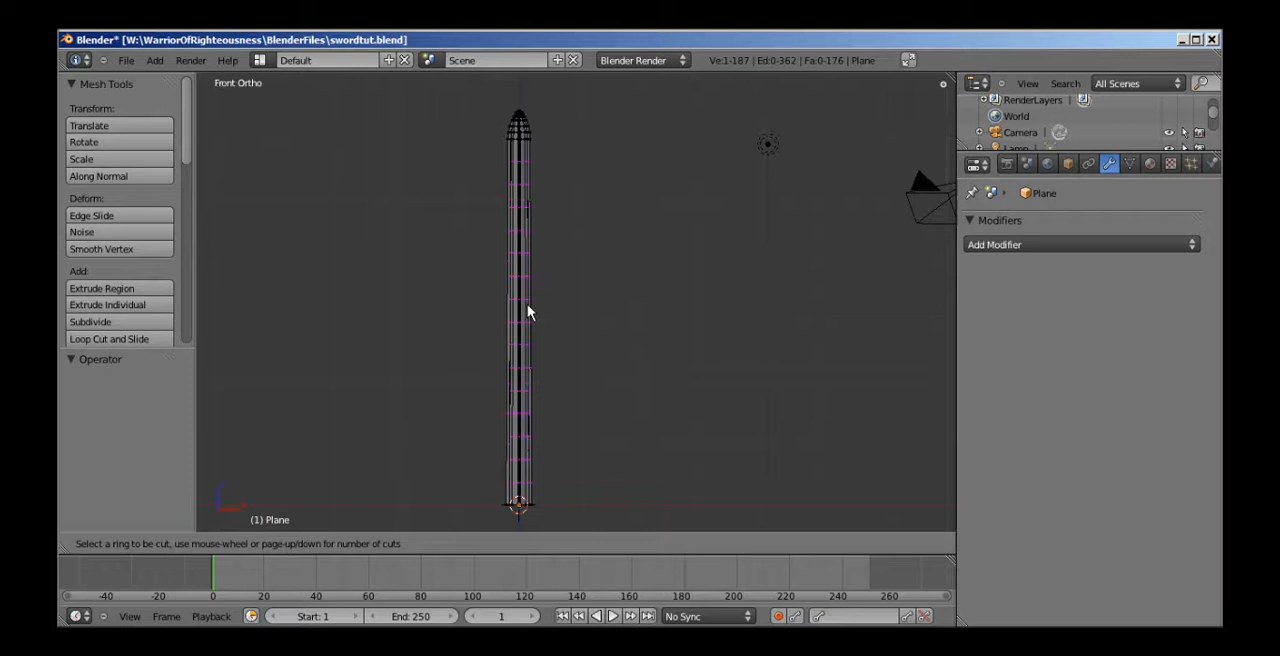 Blender* [W:\WarriorOfRighteousness\BlenderFiles\swordtut.blend]
File Add Render Help Default Scene Blender Render Ve:1-187 | Ed:0-362 | Fa:0-176 | Plane
Mesh Tools
Transform:
Translate
Rotate
Scale
Along Normal
Deform:
Edge Slide
Noise
Smooth Vertex
Add:
Extrude Region
Extrude Individual
Subdivide
Loop Cut and Slide
Operator
Front Ortho
(1) Plane
View Search All Scenes
RenderLayers
World
Camera
Plane
Modifiers
Add Modifier
Select a ring to be cut, use mouse-wheel or page-up/down for number of cuts
-40 -20 0 20 40 60 80 100 120 140 160 180 200 220 240 260
View Frame Playback Start: 1 End: 250 1 No Sync